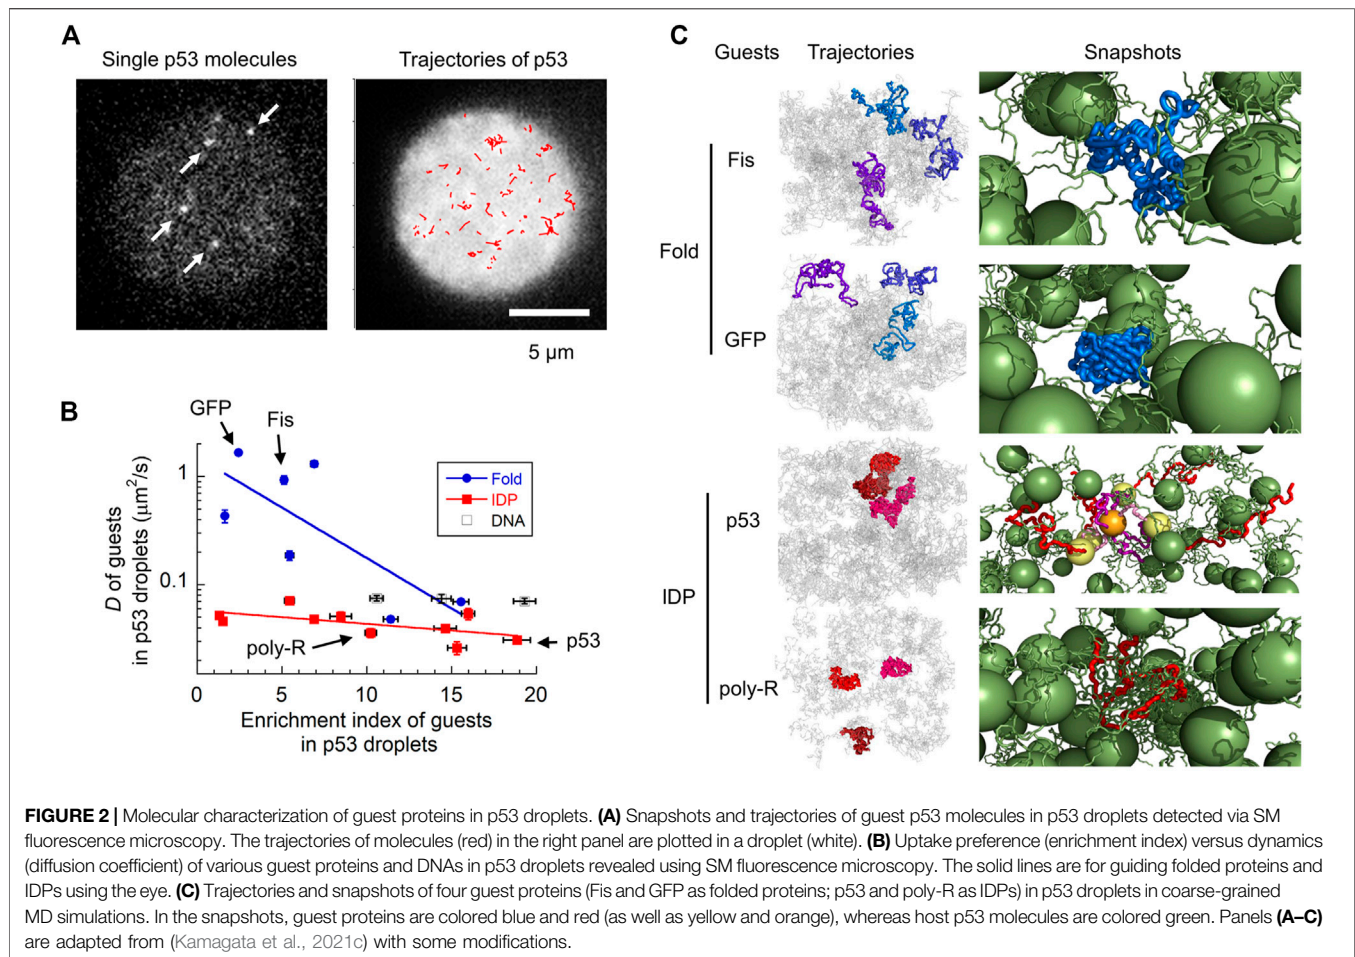 A
Single p53 molecules
Trajectories of p53
5 μm
B
GFP
Fis
1
0.1
D of guests
in p53 droplets (μm²/s)
Fold
IDP
DNA
poly-R
p53
0 5 10 15 20
Enrichment index of guests
in p53 droplets
C
Guests Trajectories Snapshots
Fis
Fold
GFP
p53
IDP
poly-R
FIGURE 2 | Molecular characterization of guest proteins in p53 droplets. (A) Snapshots and trajectories of guest p53 molecules in p53 droplets detected via SM
fluorescence microscopy. The trajectories of molecules (red) in the right panel are plotted in a droplet (white). (B) Uptake preference (enrichment index) versus dynamics
(diffusion coefficient) of various guest proteins and DNAs in p53 droplets revealed using SM fluorescence microscopy. The solid lines are for guiding folded proteins and
IDPs using the eye. (C) Trajectories and snapshots of four guest proteins (Fis and GFP as folded proteins; p53 and poly-R as IDPs) in p53 droplets in coarse-grained
MD simulations. In the snapshots, guest proteins are colored blue and red (as well as yellow and orange), whereas host p53 molecules are colored green. Panels (A–C)
are adapted from (Kamagata et al., 2021c) with some modifications.